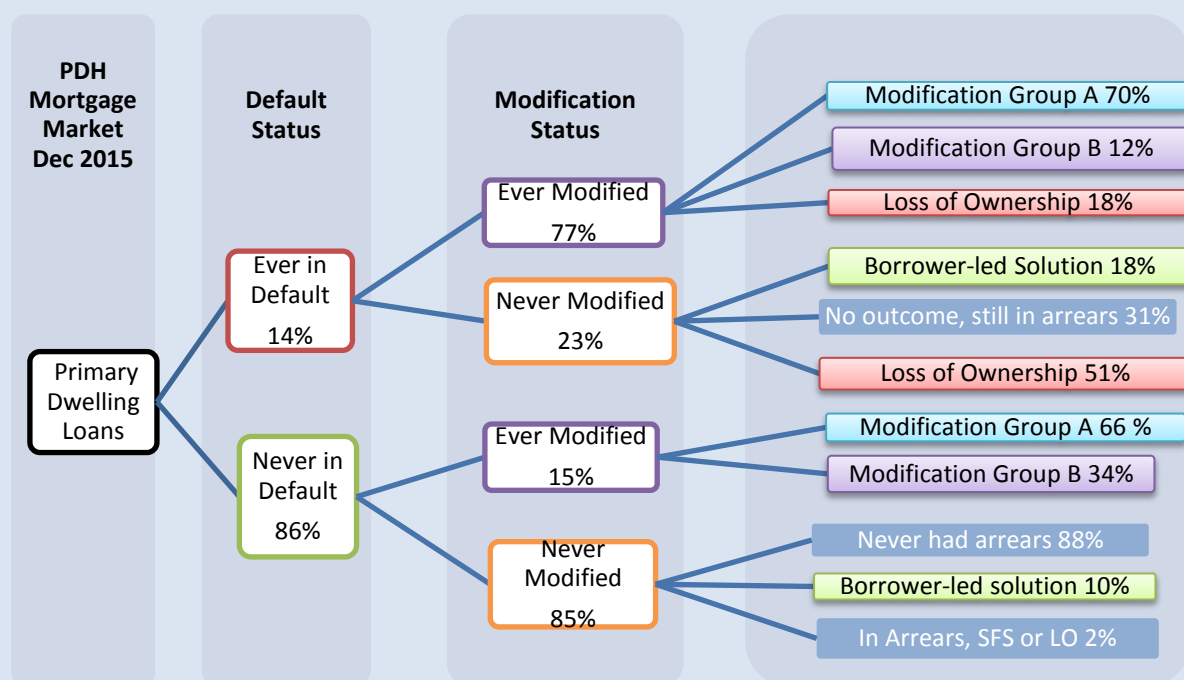 PDH
Mortgage
Market
Dec 2015
Default
Status
Modification
Status
Primary
Dwelling
Loans
Ever in
Default
14%
Never in
Default
86%
Ever Modified
77%
Never Modified
23%
Ever Modified
15%
Never
Modified
85%
Modification Group A 70%
Modification Group B 12%
Loss of Ownership 18%
Borrower-led Solution 18%
No outcome, still in arrears 31%
Loss of Ownership 51%
Modification Group A 66 %
Modification Group B 34%
Never had arrears 88%
Borrower-led solution 10%
In Arrears, SFS or LO 2%